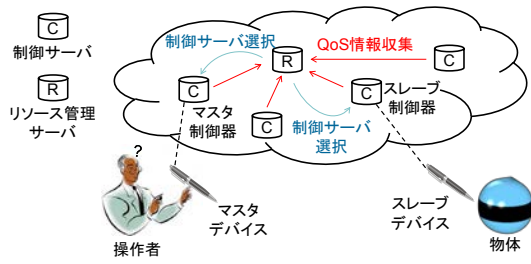 C
制御サーバ
R
リソース管理
サーバ
制御サーバ選択
R
QoS情報収集
C
C
マスタ
制御器
C
制御サーバ
選択
C
スレーブ
制御器
?
操作者
マスタ
デバイス
スレーブ
デバイス
物体